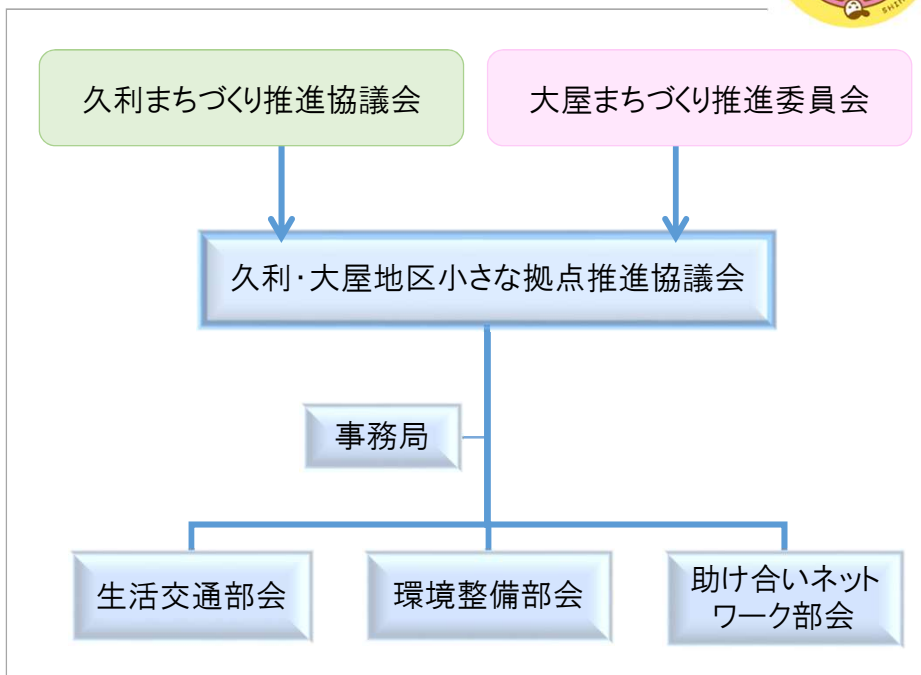 久利まちづくり推進協議会
大屋まちづくり推進委員会
久利・大屋地区小さな拠点推進協議会
事務局
生活交通部会
環境整備部会
助け合いネット
ワーク部会